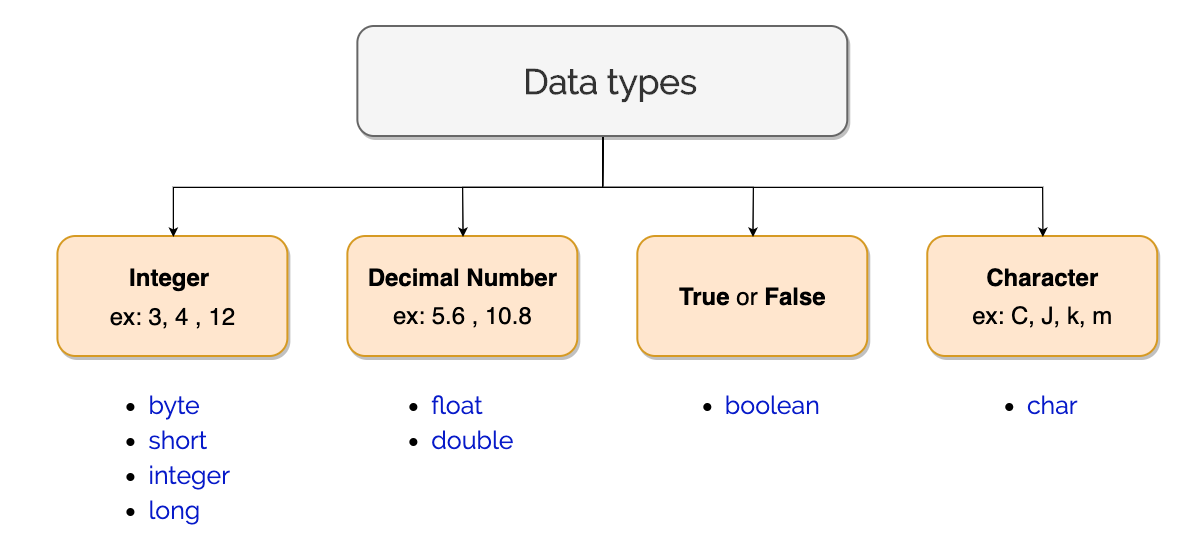 Data types
Integer
ex: 3, 4 , 12
Decimal Number
ex: 5.6 , 10.8
True or False
Character
ex: C, J, k, m
byte
short
integer
long
float
double
boolean
char